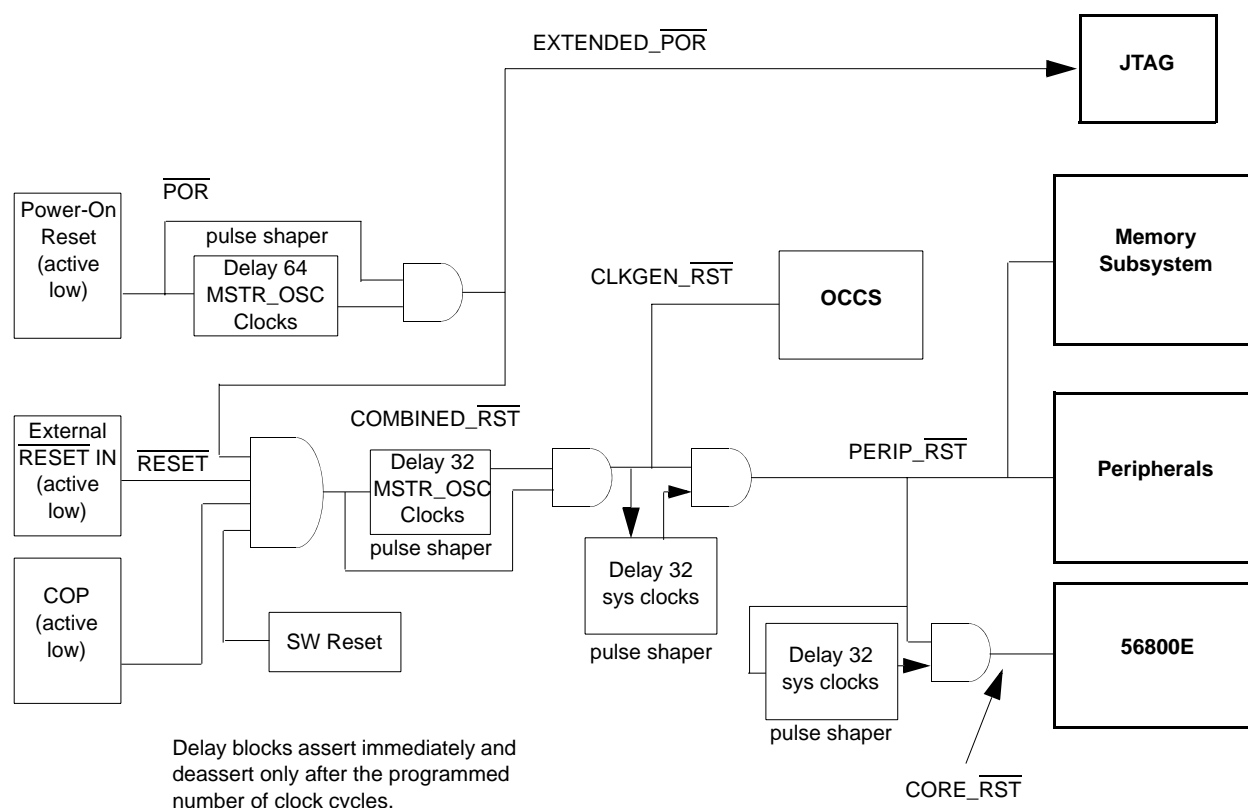 EXTENDED_POR
JTAG
POR
Power-On
Reset
(active
low)
pulse shaper
Delay 64
MSTR_OSC
Clocks
CLKGEN_RST
OCCS
Memory
Subsystem
External
RESET IN
(active
low)
RESET
COMBINED_RST
Delay 32
MSTR_OSC
Clocks
pulse shaper
PERIP_RST
Peripherals
COP
(active
low)
SW Reset
Delay 32
sys clocks
pulse shaper
Delay 32
sys clocks
pulse shaper
56800E
CORE_RST
Delay blocks assert immediately and
deassert only after the programmed
number of clock cycles.